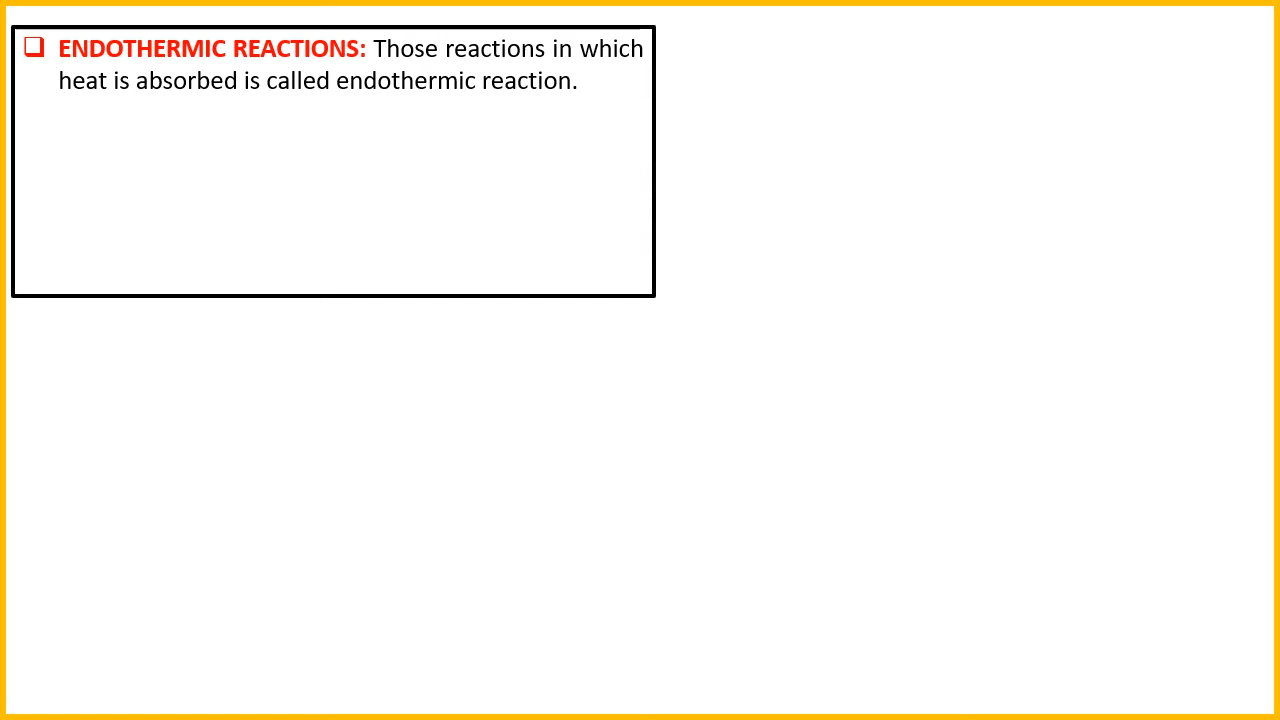 ❑ ENDOTHERMIC REACTIONS: Those reactions in which
heat is absorbed is called endothermic reaction.